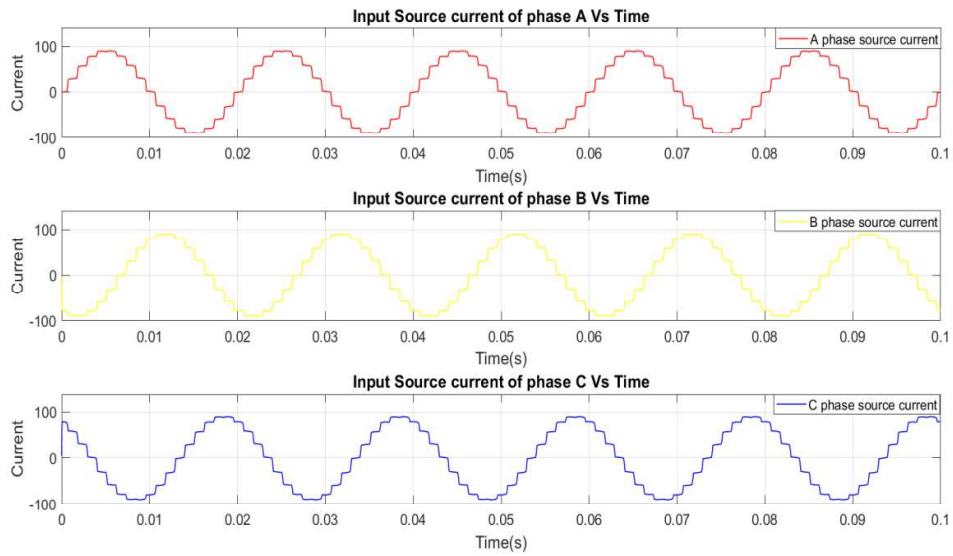 Input Source current of phase A Vs Time
A phase source current
Current
100
0
-100
0 0.01 0.02 0.03 0.04 0.05 0.06 0.07 0.08 0.09 0.1
Time(s)
Input Source current of phase B Vs Time
B phase source current
Current
100
0
-100
0 0.01 0.02 0.03 0.04 0.05 0.06 0.07 0.08 0.09 0.1
Time(s)
Input Source current of phase C Vs Time
C phase source current
Current
100
0
-100
0 0.01 0.02 0.03 0.04 0.05 0.06 0.07 0.08 0.09 0.1
Time(s)